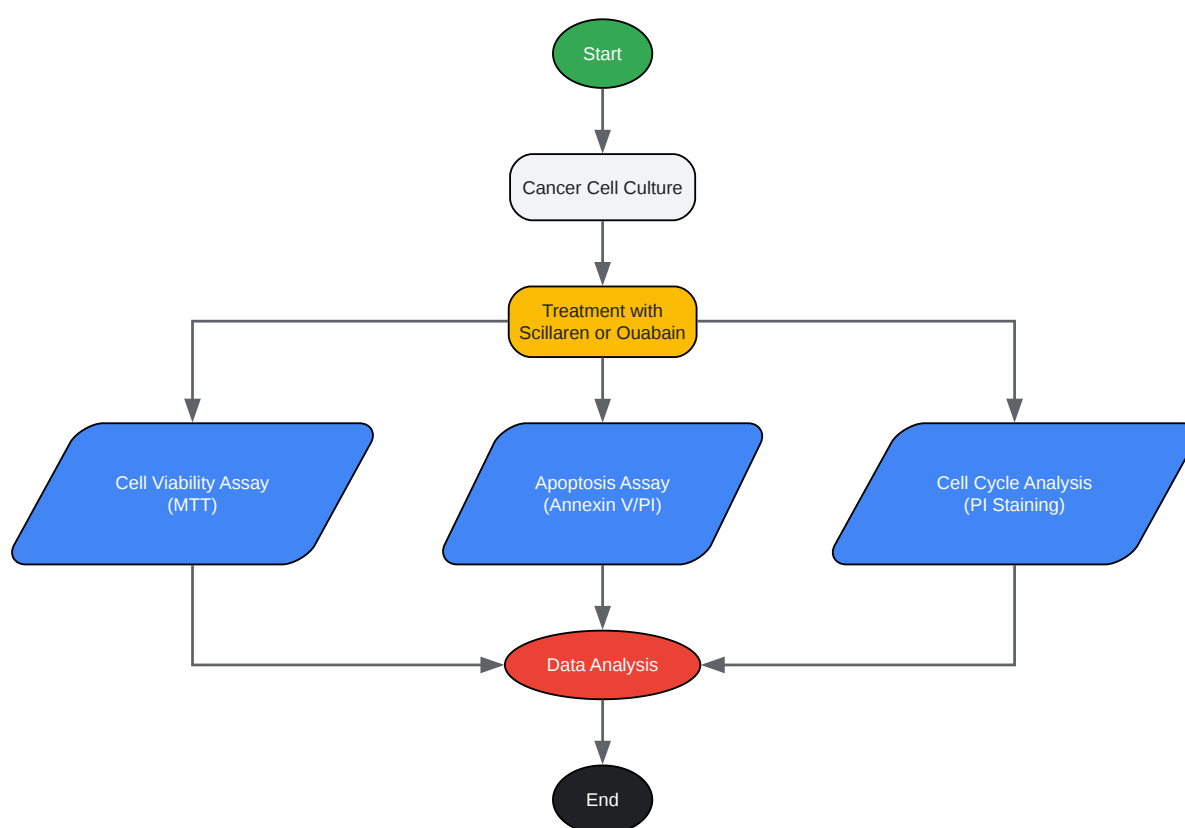 Start
Cancer Cell Culture
Treatment with
Scillaren or Ouabain
Cell Viability Assay
(MTT)
Apoptosis Assay
(Annexin V/PI)
Cell Cycle Analysis
(PI Staining)
Data Analysis
End